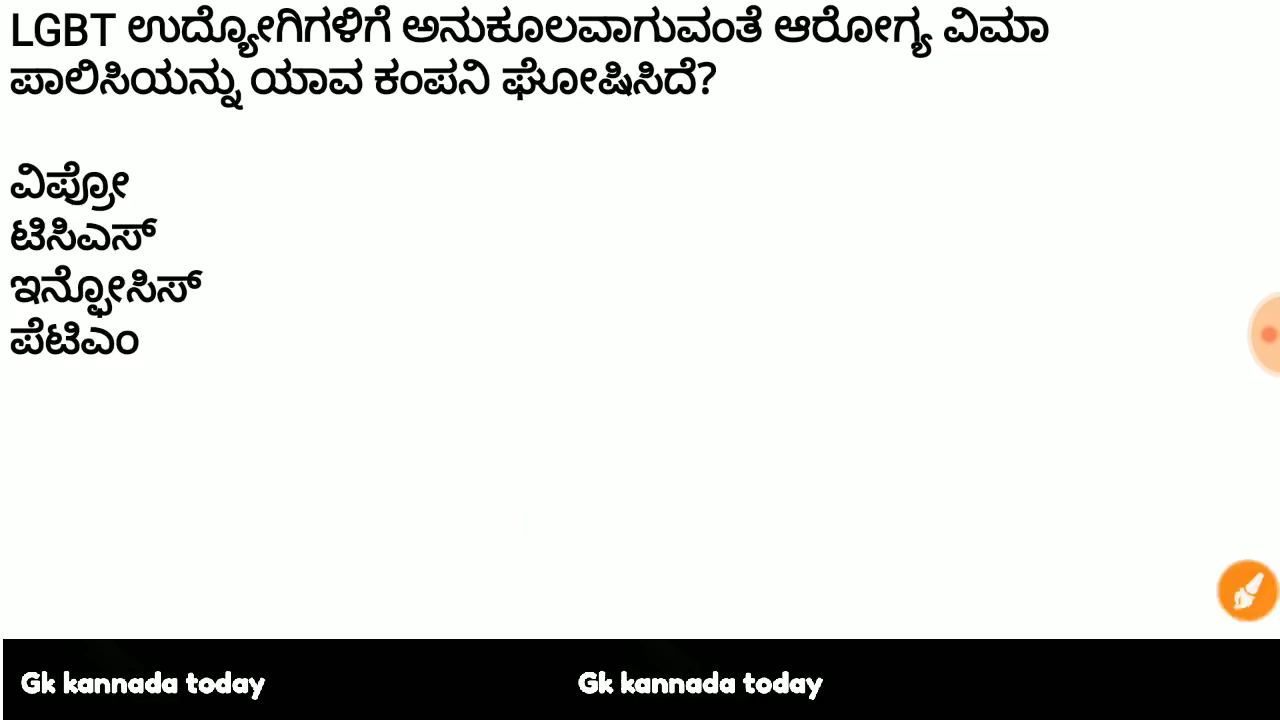 LGBT ಉದ್ಯೋಗಿಗಳಿಗೆ ಅನುಕೂಲವಾಗುವಂತೆ ಆರೋಗ್ಯ ವಿಮಾ
ಪಾಲಿಸಿಯನ್ನು ಯಾವ ಕಂಪನಿ ಘೋಷಿಸಿದೆ?
ವಿಪ್ರೋ
ಟಿಸಿಎಸ್
ಇನ್ಫೋಸಿಸ್
ಪೆಟಿಎಂ
Gk kannada today Gk kannada today